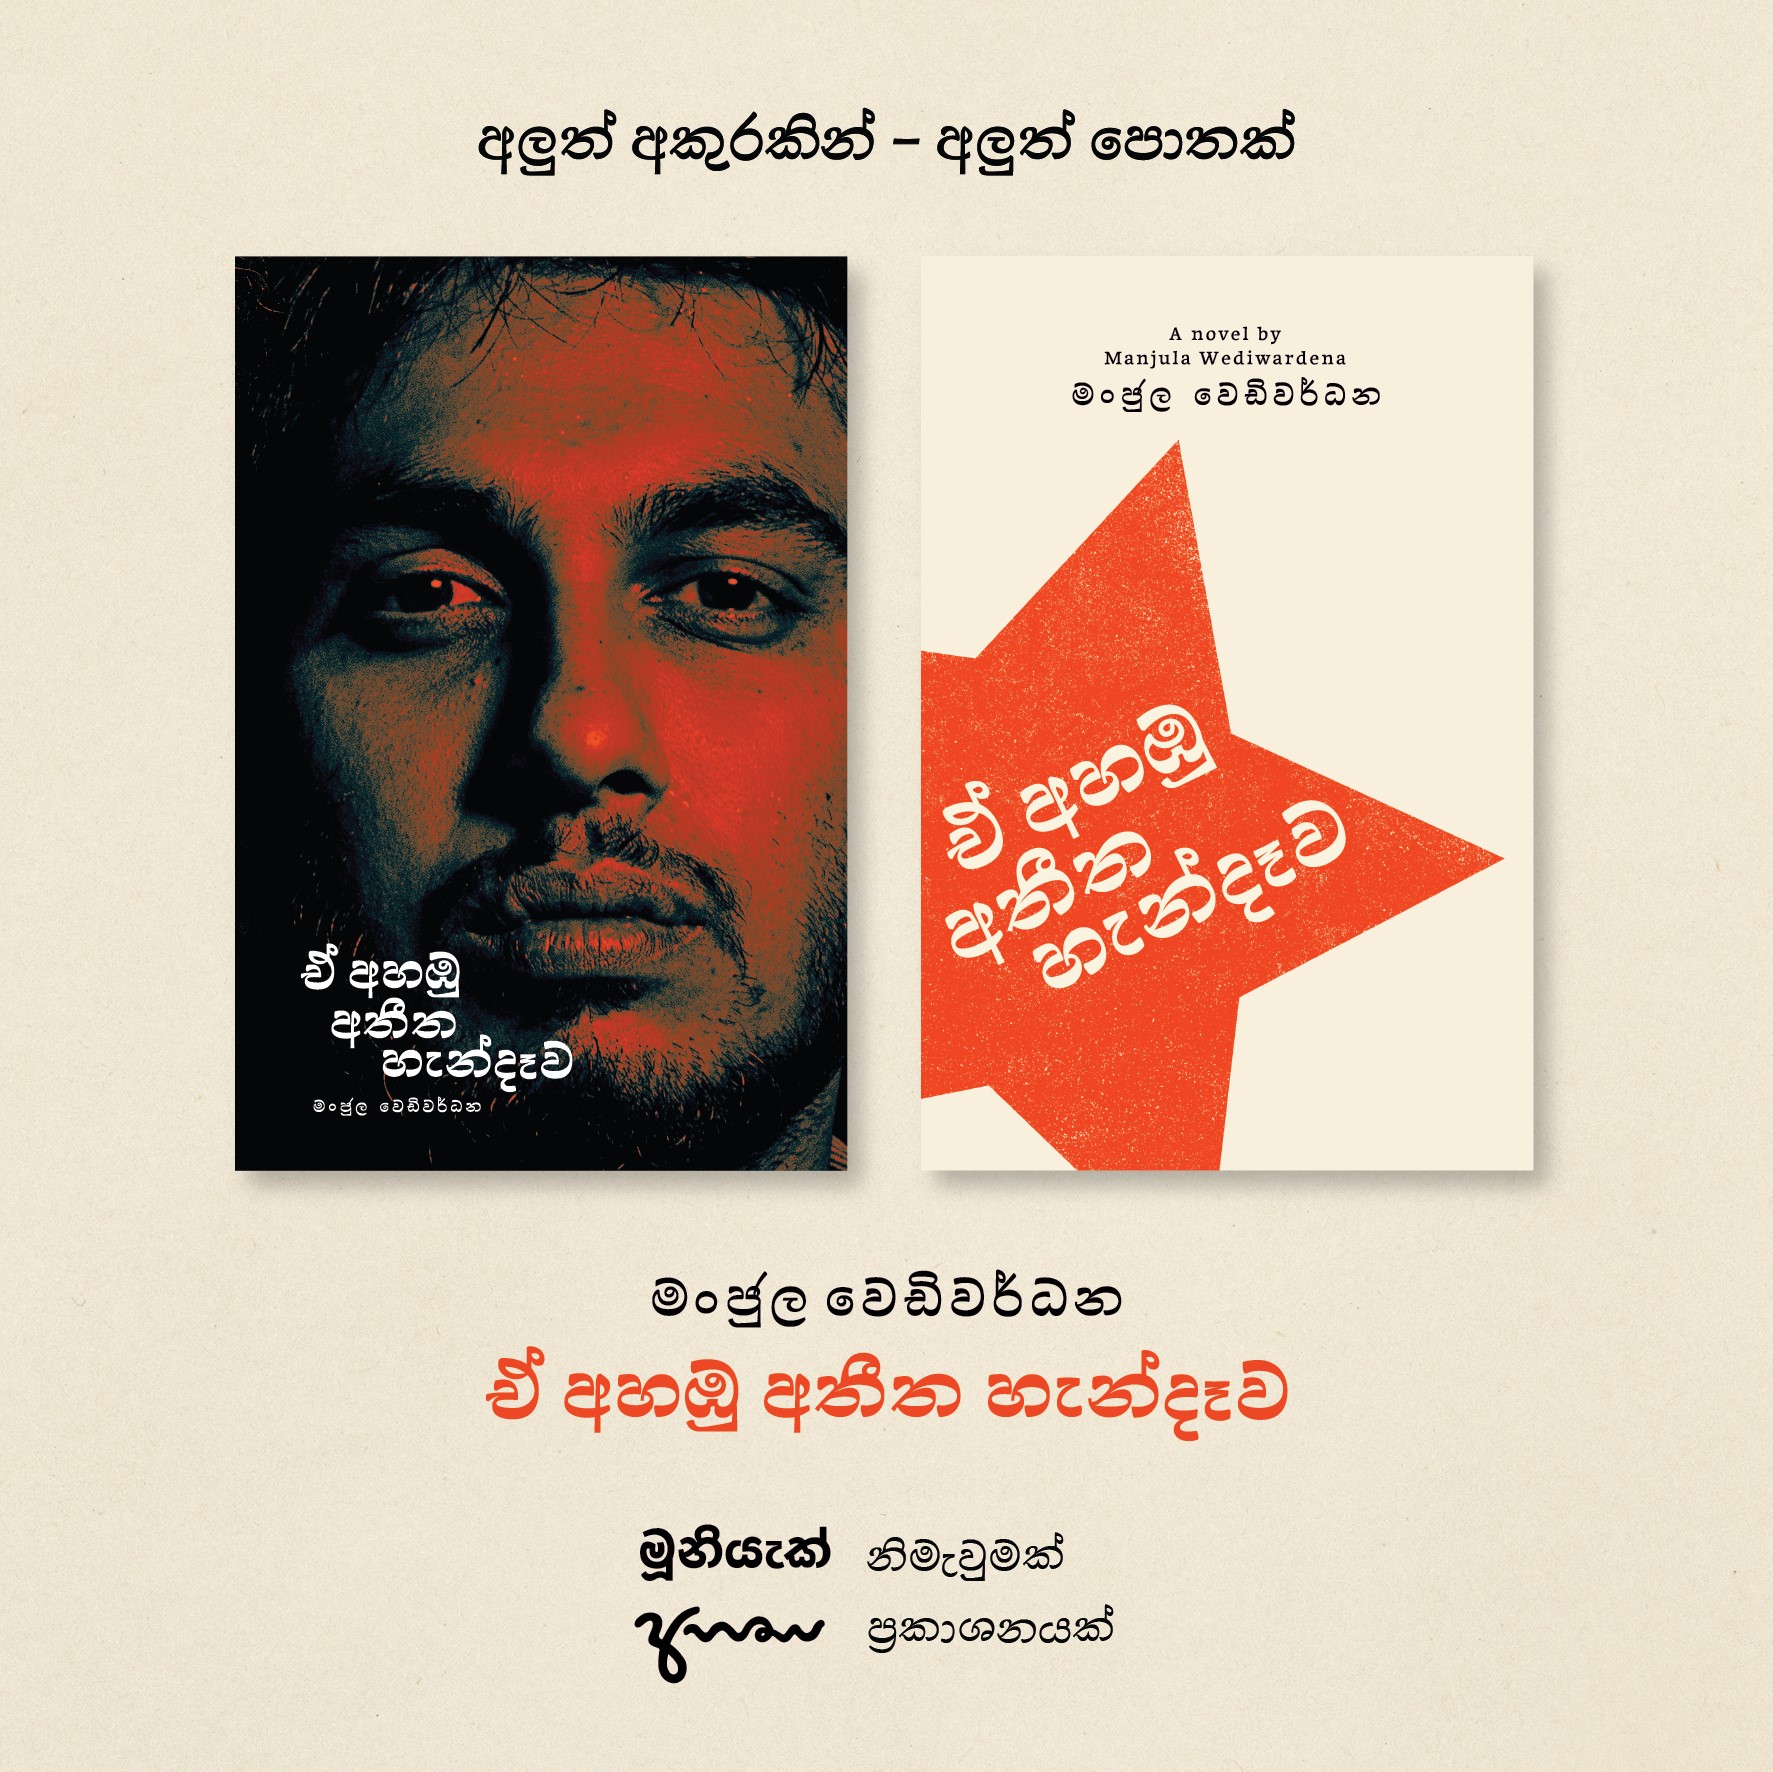 අලුත් අකුරකින් – අලුත් පොතක්
ඒ අහඹු
අතීත
හැන්දෑව
මංජුල වෙඩිවර්ධන
A novel by
Manjula Wediwardena
මංජුල වෙඩිවර්ධන
ඒ අහඹු
අතීත
හැන්දෑව
මංජුල වෙඩිවර්ධන
ඒ අහඹු අතීත හැන්දෑව
මූනියැක් නිමැවුමක්
ප්‍රකාශනයක්